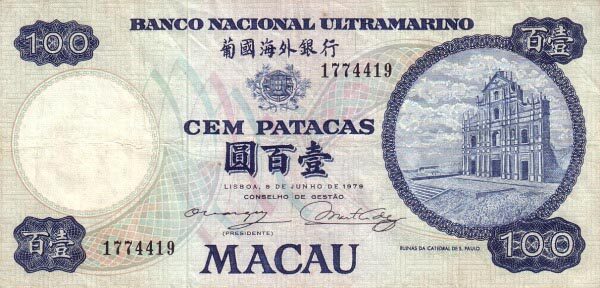 BANCO NACIONAL ULTRAMARINO
100
百壹
葡國海外銀行
1774419
CEM PATACAS
圓百壹
LISBOA, 8 DE JUNHO DE 1979
CONSELHO DE GESTÃO
(PRESIDENTE)
百壹
1774419
MACAU
RUINAS DA CATEDRAL DE S. PAULO
100